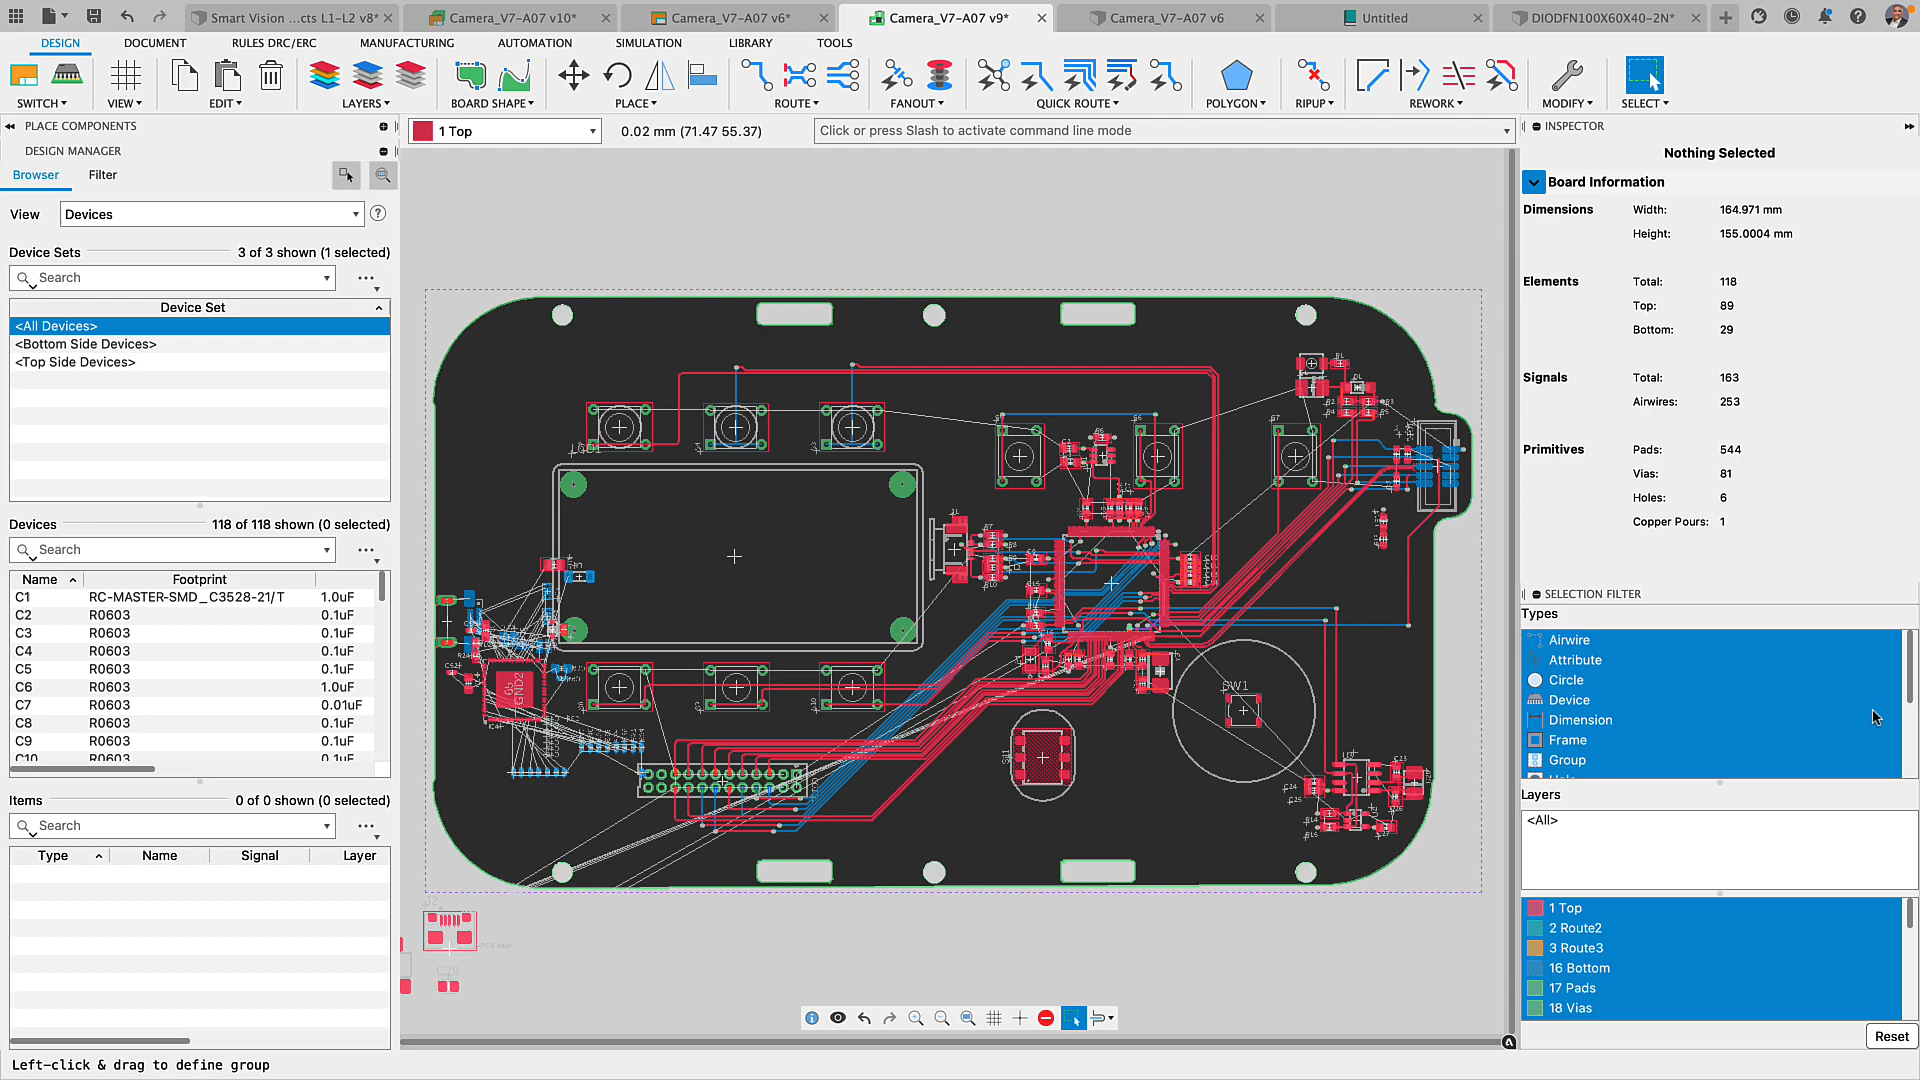 Smart Vision ...cts L1-L2 v8*
Camera_V7-A07 v10*
Camera_V7-A07 v6*
Camera_V7-A07 v9*
Camera_V7-A07 v6
Untitled
DIODFN100X60X40-2N*
DESIGN
DOCUMENT
RULES DRC/ERC
MANUFACTURING
AUTOMATION
SIMULATION
LIBRARY
TOOLS
SWITCH
VIEW
EDIT
LAYERS
BOARD SHAPE
PLACE
ROUTE
FANOUT
QUICK ROUTE
POLYGON
RIPUP
REWORK
MODIFY
SELECT
PLACE COMPONENTS
DESIGN MANAGER
Browser
Filter
View
Devices
Device Sets
3 of 3 shown (1 selected)
Search
Device Set
<All Devices>
<Bottom Side Devices>
<Top Side Devices>
Devices
118 of 118 shown (0 selected)
Search
Name Footprint
C1 RC-MASTER-SMD_C3528-21/T 1.0uF
C2 R0603 0.1uF
C3 R0603 0.1uF
C4 R0603 0.1uF
C5 R0603 0.1uF
C6 R0603 1.0uF
C7 R0603 0.01uF
C8 R0603 0.1uF
C9 R0603 0.1uF
C10 R0603 0.1uF
Items
0 of 0 shown (0 selected)
Search
Type Name Signal Layer
Left-click & drag to define group
1 Top
0.02 mm (71.47 55.37)
Click or press Slash to activate command line mode
SW1
GND2
J2
C29
INSPECTOR
Nothing Selected
Board Information
Dimensions Width: 164.971 mm
Height: 155.0004 mm
Elements Total: 118
Top: 89
Bottom: 29
Signals Total: 163
Airwires: 253
Primitives Pads: 544
Vias: 81
Holes: 6
Copper Pours: 1
SELECTION FILTER
Types
Airwire
Attribute
Circle
Device
Dimension
Frame
Group
Layers
<All>
1 Top
2 Route2
3 Route3
16 Bottom
17 Pads
18 Vias
Reset